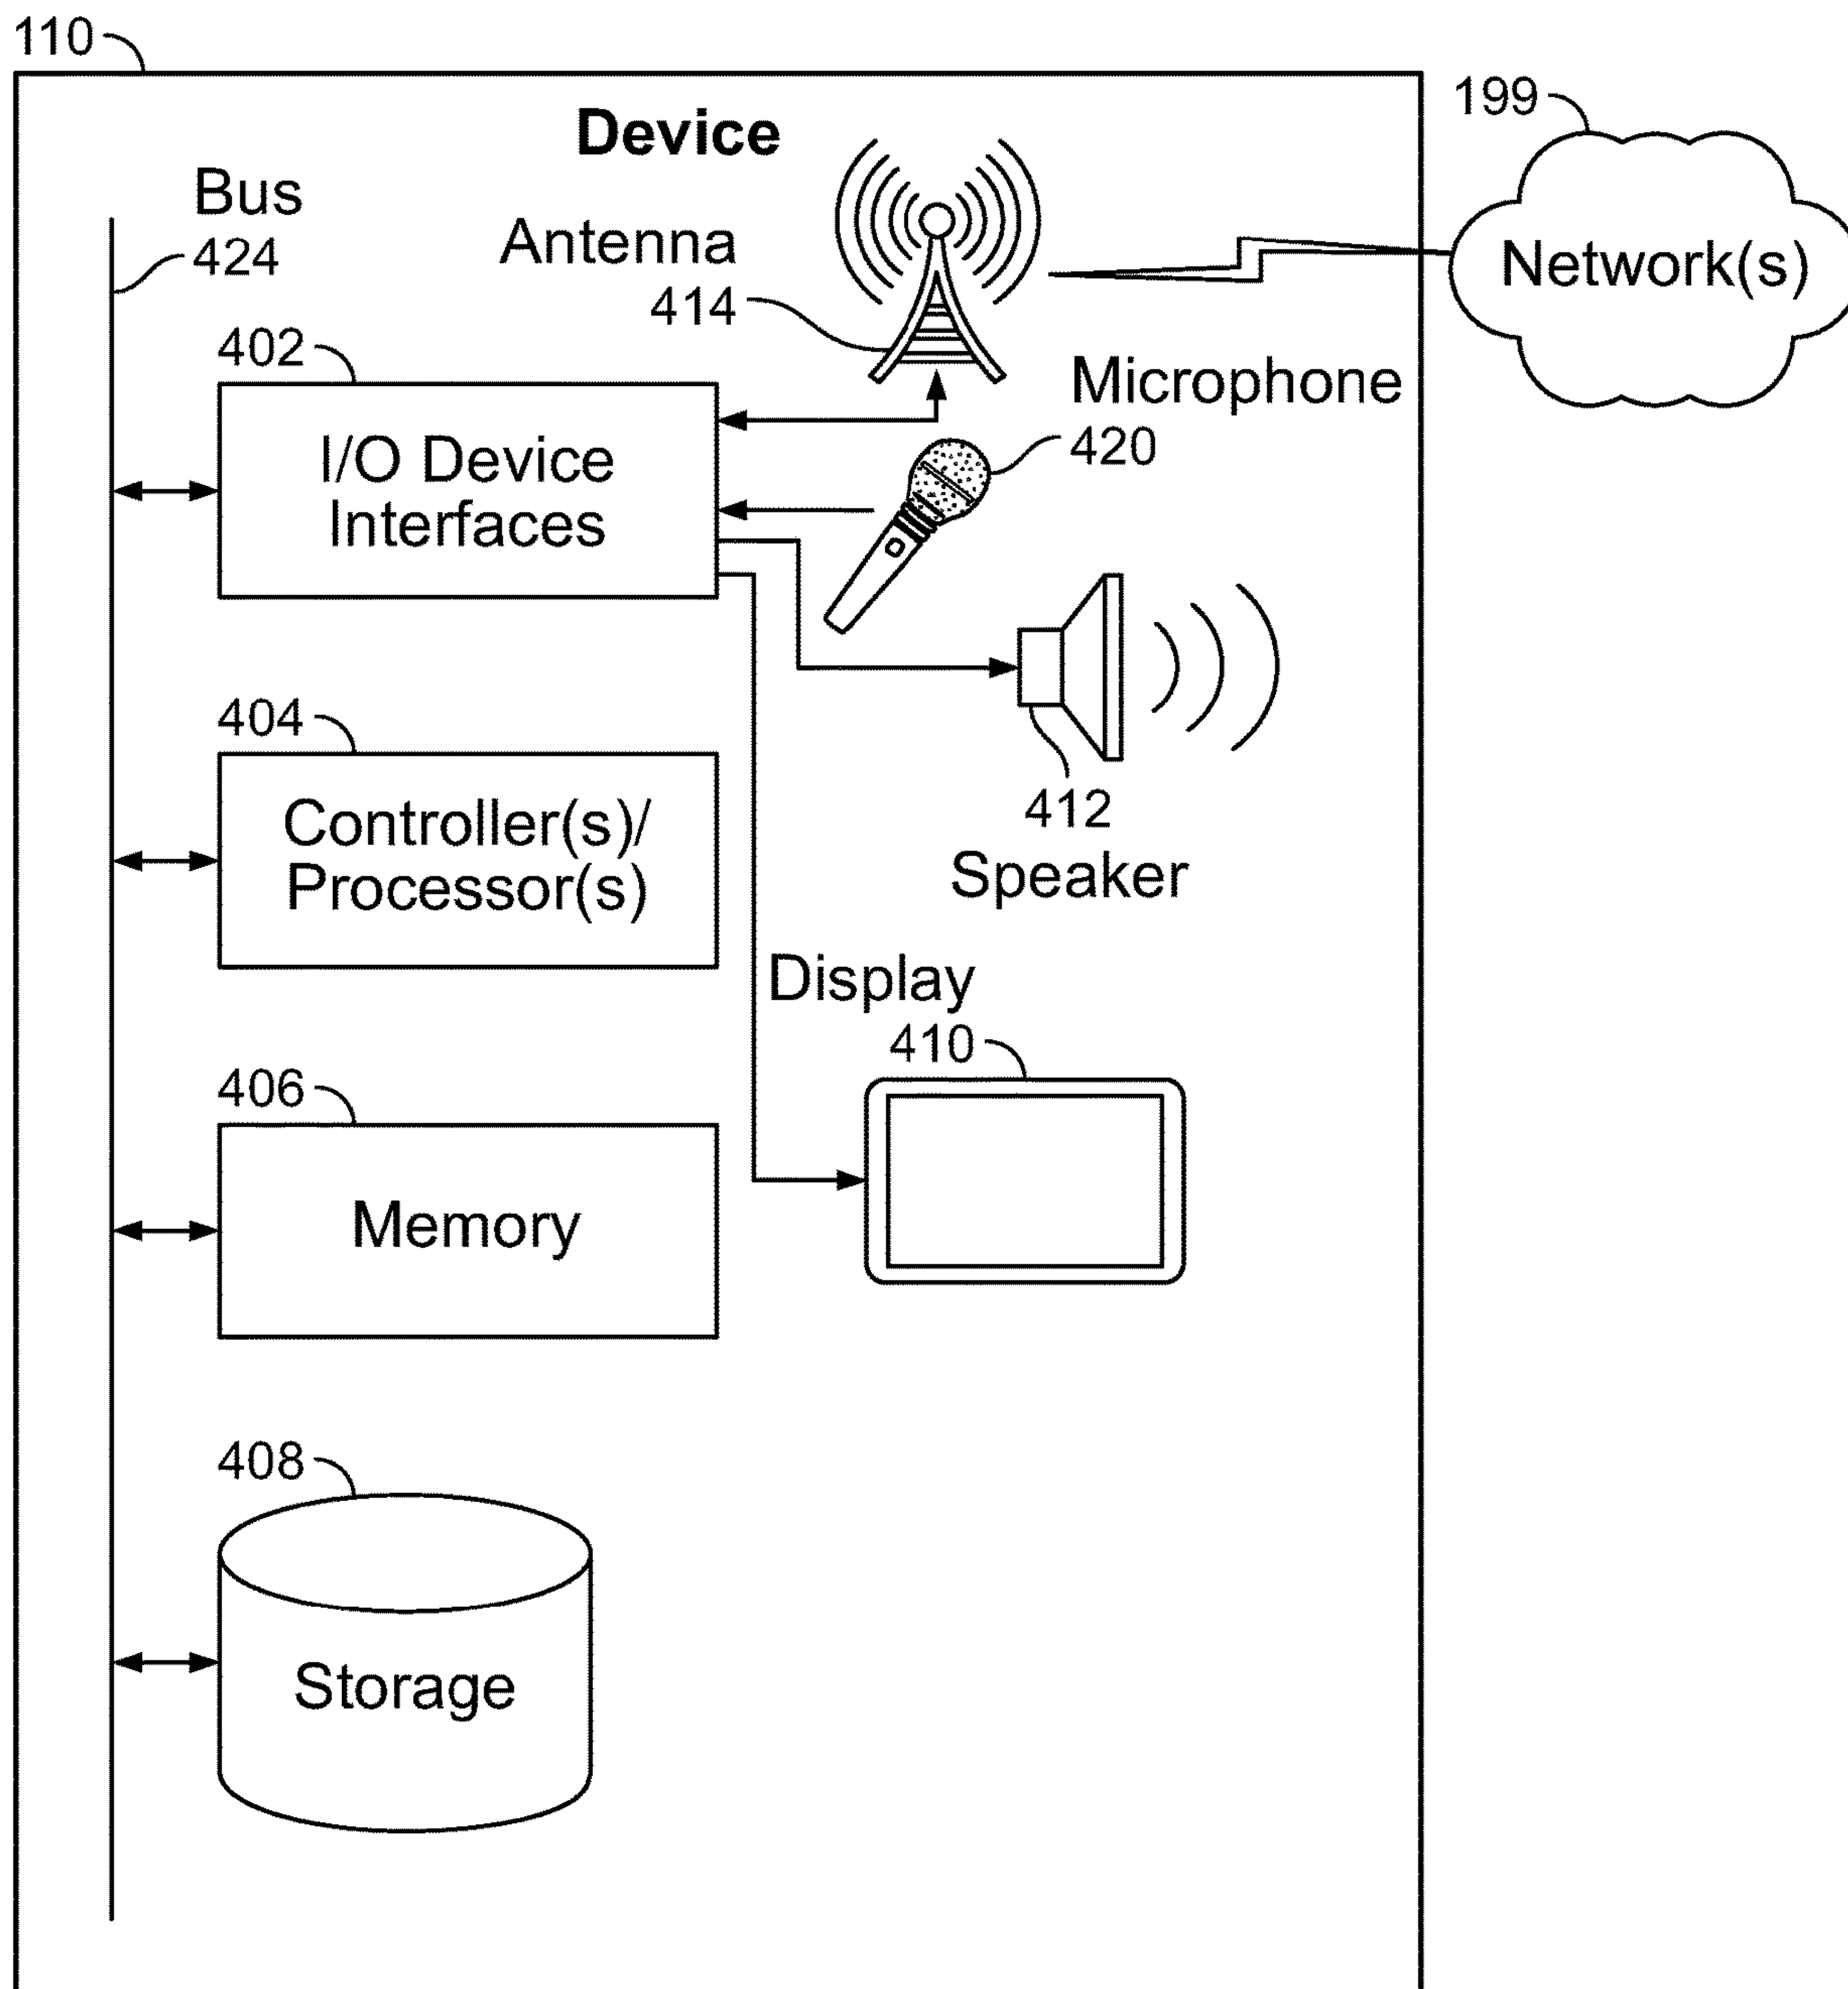 110
Device
199
Bus
424
Antenna
414
Network(s)
402
I/O Device
Interfaces
Microphone
420
404
Controller(s)/
Processor(s)
412
Speaker
Display
410
406
Memory
408
Storage